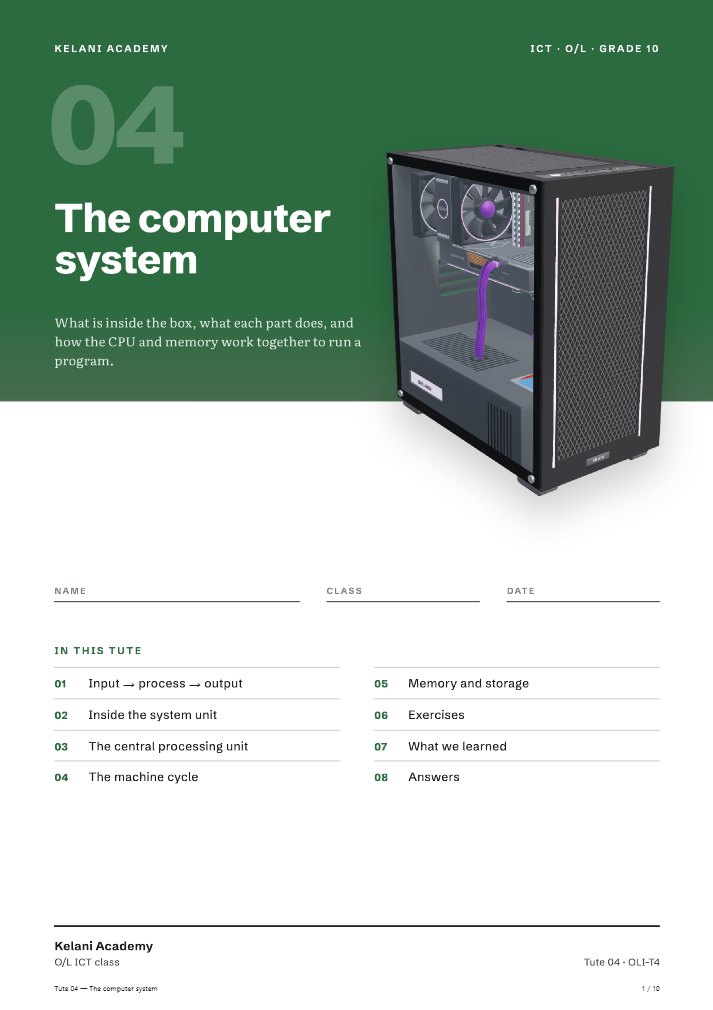 KELANI ACADEMY
ICT · O/L · GRADE 10
04
The computer
system
What is inside the box, what each part does, and
how the CPU and memory work together to run a
program.
NAME
CLASS
DATE
IN THIS TUTE
01 Input → process → output
02 Inside the system unit
03 The central processing unit
04 The machine cycle
05 Memory and storage
06 Exercises
07 What we learned
08 Answers
Kelani Academy
O/L ICT class
Tute 04 · OLI-T4
Tute 04 — The computer system
1 / 10